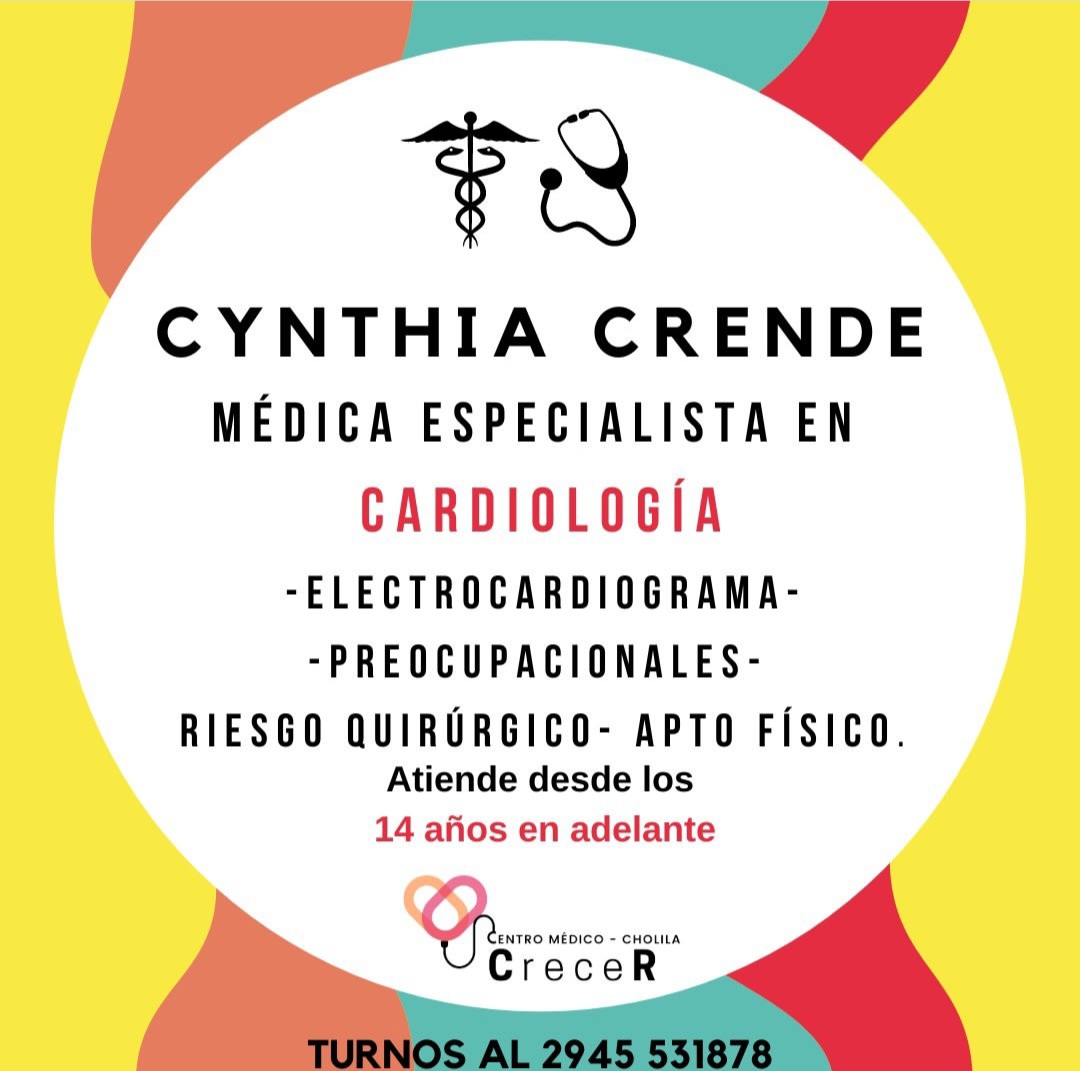 CYNTHIA CRENDE
MÉDICA ESPECIALISTA EN
CARDIOLOGÍA
-ELECTROCARDIOGRAMA-
-PREOCUPACIONALES-
RIESGO QUIRÚRGICO- APTO FÍSICO.
Atiende desde los
14 años en adelante
CENTRO MÉDICO - CHOLILA
CreceR
TURNOS AL 2945 531878